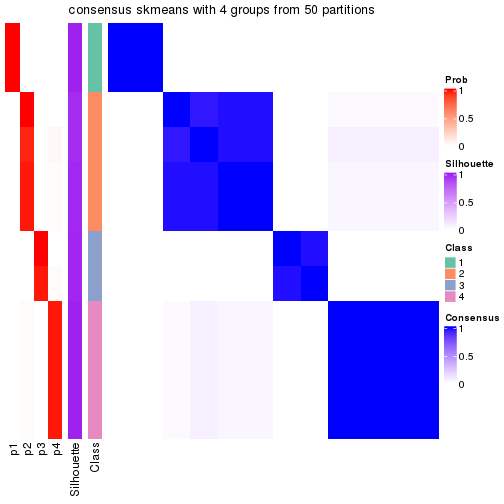 consensus skmeans with 4 groups from 50 partitions
Prob
1
0.5
0
Silhouette
1
0.5
0
Class
1
2
3
4
Consensus
1
0.5
0
p1
p2
p3
p4
Silhouette
Class